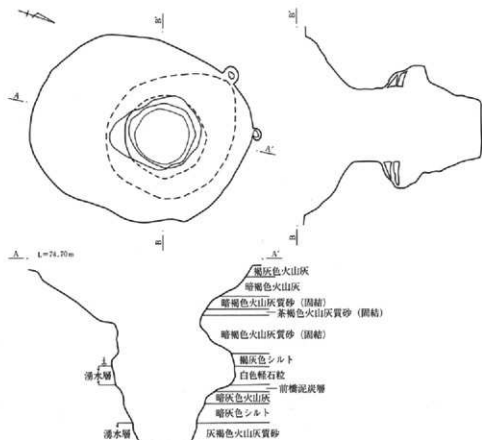 B'
B'
A
A'
B
B
A
L=74.70m
A'
褐灰色火山灰
暗褐色火山灰
暗褐色火山灰質砂（固結）
茶褐色火山灰質砂（固結）
暗褐色火山灰質砂（固結）
褐灰色シルト
白色軽石粒
湧水層
前橋泥炭層
暗灰色火山灰
暗灰色シルト
湧水層
灰褐色火山灰質砂